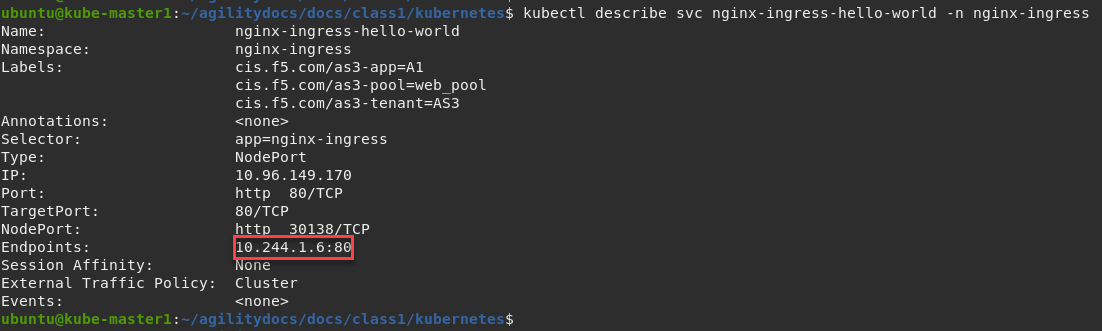 ubuntu@kube-master1:~/agilitydocs/docs/class1/kubernetes$ kubectl describe svc nginx-ingress-hello-world -n nginx-ingress
Name:                     nginx-ingress-hello-world
Namespace:                nginx-ingress
Labels:                   cis.f5.com/as3-app=A1
                          cis.f5.com/as3-pool=web_pool
                          cis.f5.com/as3-tenant=AS3
Annotations:              <none>
Selector:                 app=nginx-ingress
Type:                     NodePort
IP:                       10.96.149.170
Port:                     http  80/TCP
TargetPort:               80/TCP
NodePort:                 http  30138/TCP
Endpoints:                10.244.1.6:80
Session Affinity:         None
External Traffic Policy:  Cluster
Events:                   <none>
ubuntu@kube-master1:~/agilitydocs/docs/class1/kubernetes$